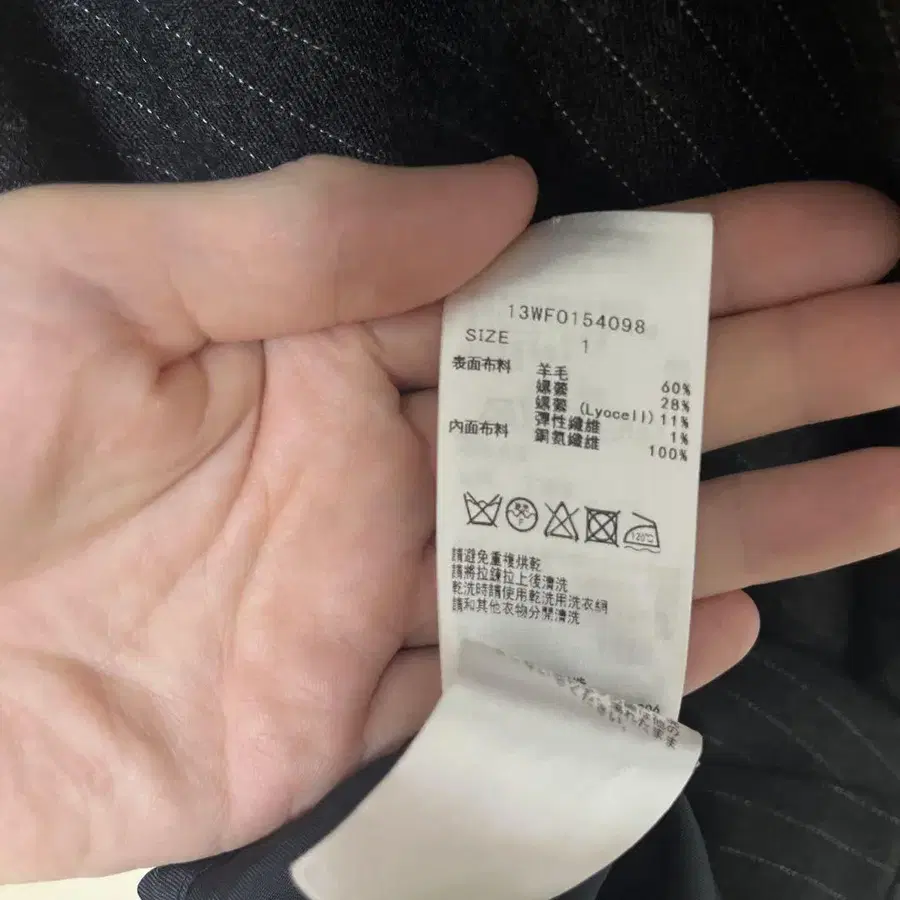 13WF0154098
SIZE 1
表面布料 羊毛 60%
嫘縈 28%
嫘縈 (Lyocell) 11%
彈性纖維 1%
內面布料 銅氨纖維 100%
120℃
請避免重複烘乾
請將拉鍊拉上後清洗
乾洗時請使用乾洗用洗衣網
請和其他衣物分開清洗